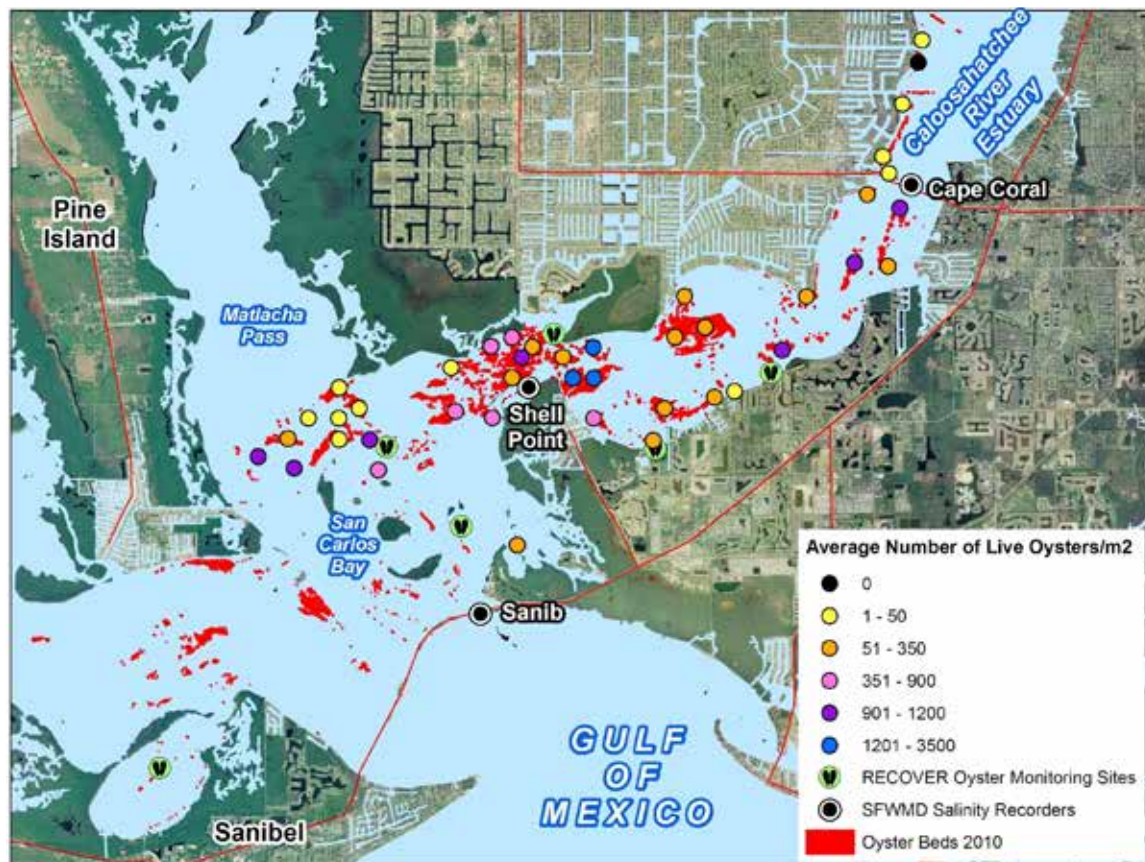 Caloosahatchee
River
Estuary
Cape Coral
Pine
Island
Matlacha
Pass
Shell
Point
San
Carlos
Bay
Sanib
Average Number of Live Oysters/m2
0
1 - 50
51 - 350
351 - 900
901 - 1200
1201 - 3500
RECOVER Oyster Monitoring Sites
SFWMD Salinity Recorders
Oyster Beds 2010
GULF
OF
MEXICO
Sanibel